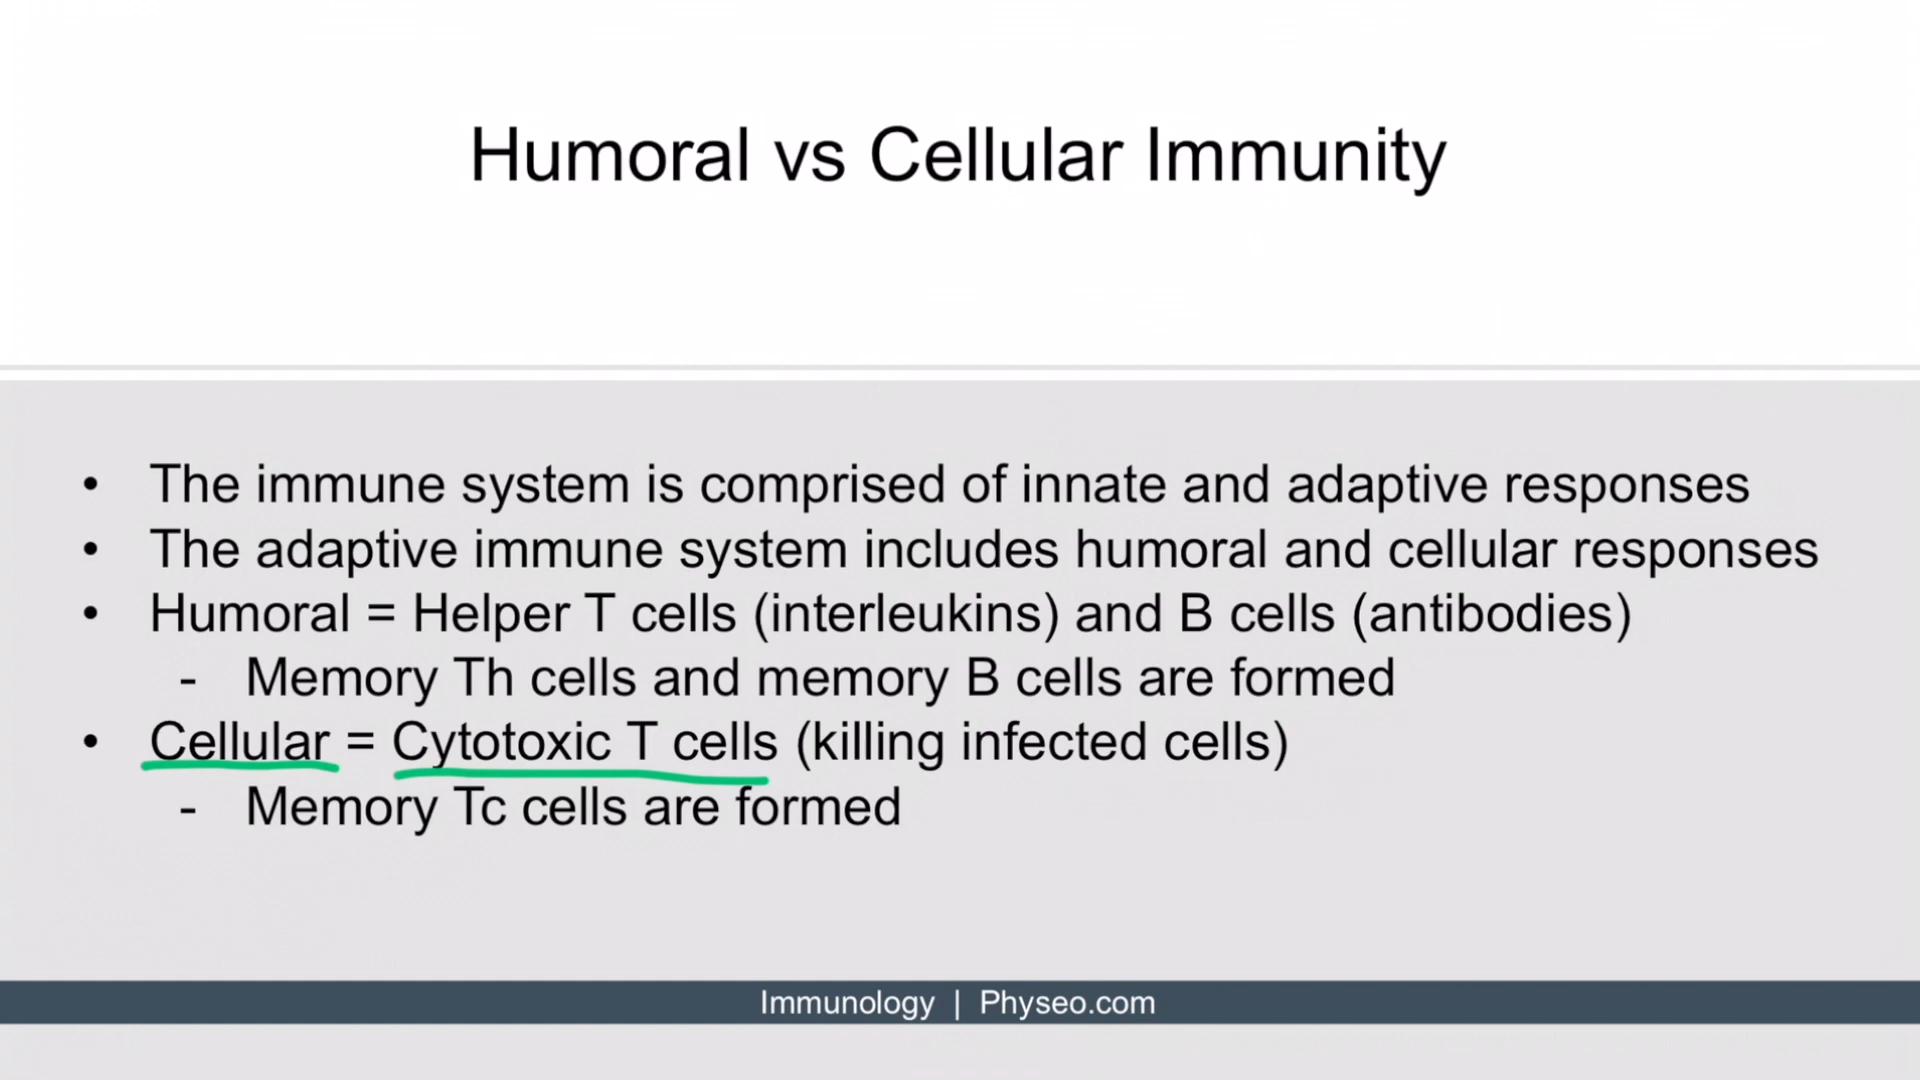 Humoral vs Cellular Immunity
• The immune system is comprised of innate and adaptive responses
• The adaptive immune system includes humoral and cellular responses
• Humoral = Helper T cells (interleukins) and B cells (antibodies)
- Memory Th cells and memory B cells are formed
• Cellular = Cytotoxic T cells (killing infected cells)
- Memory Tc cells are formed
Immunology | Physeo.com